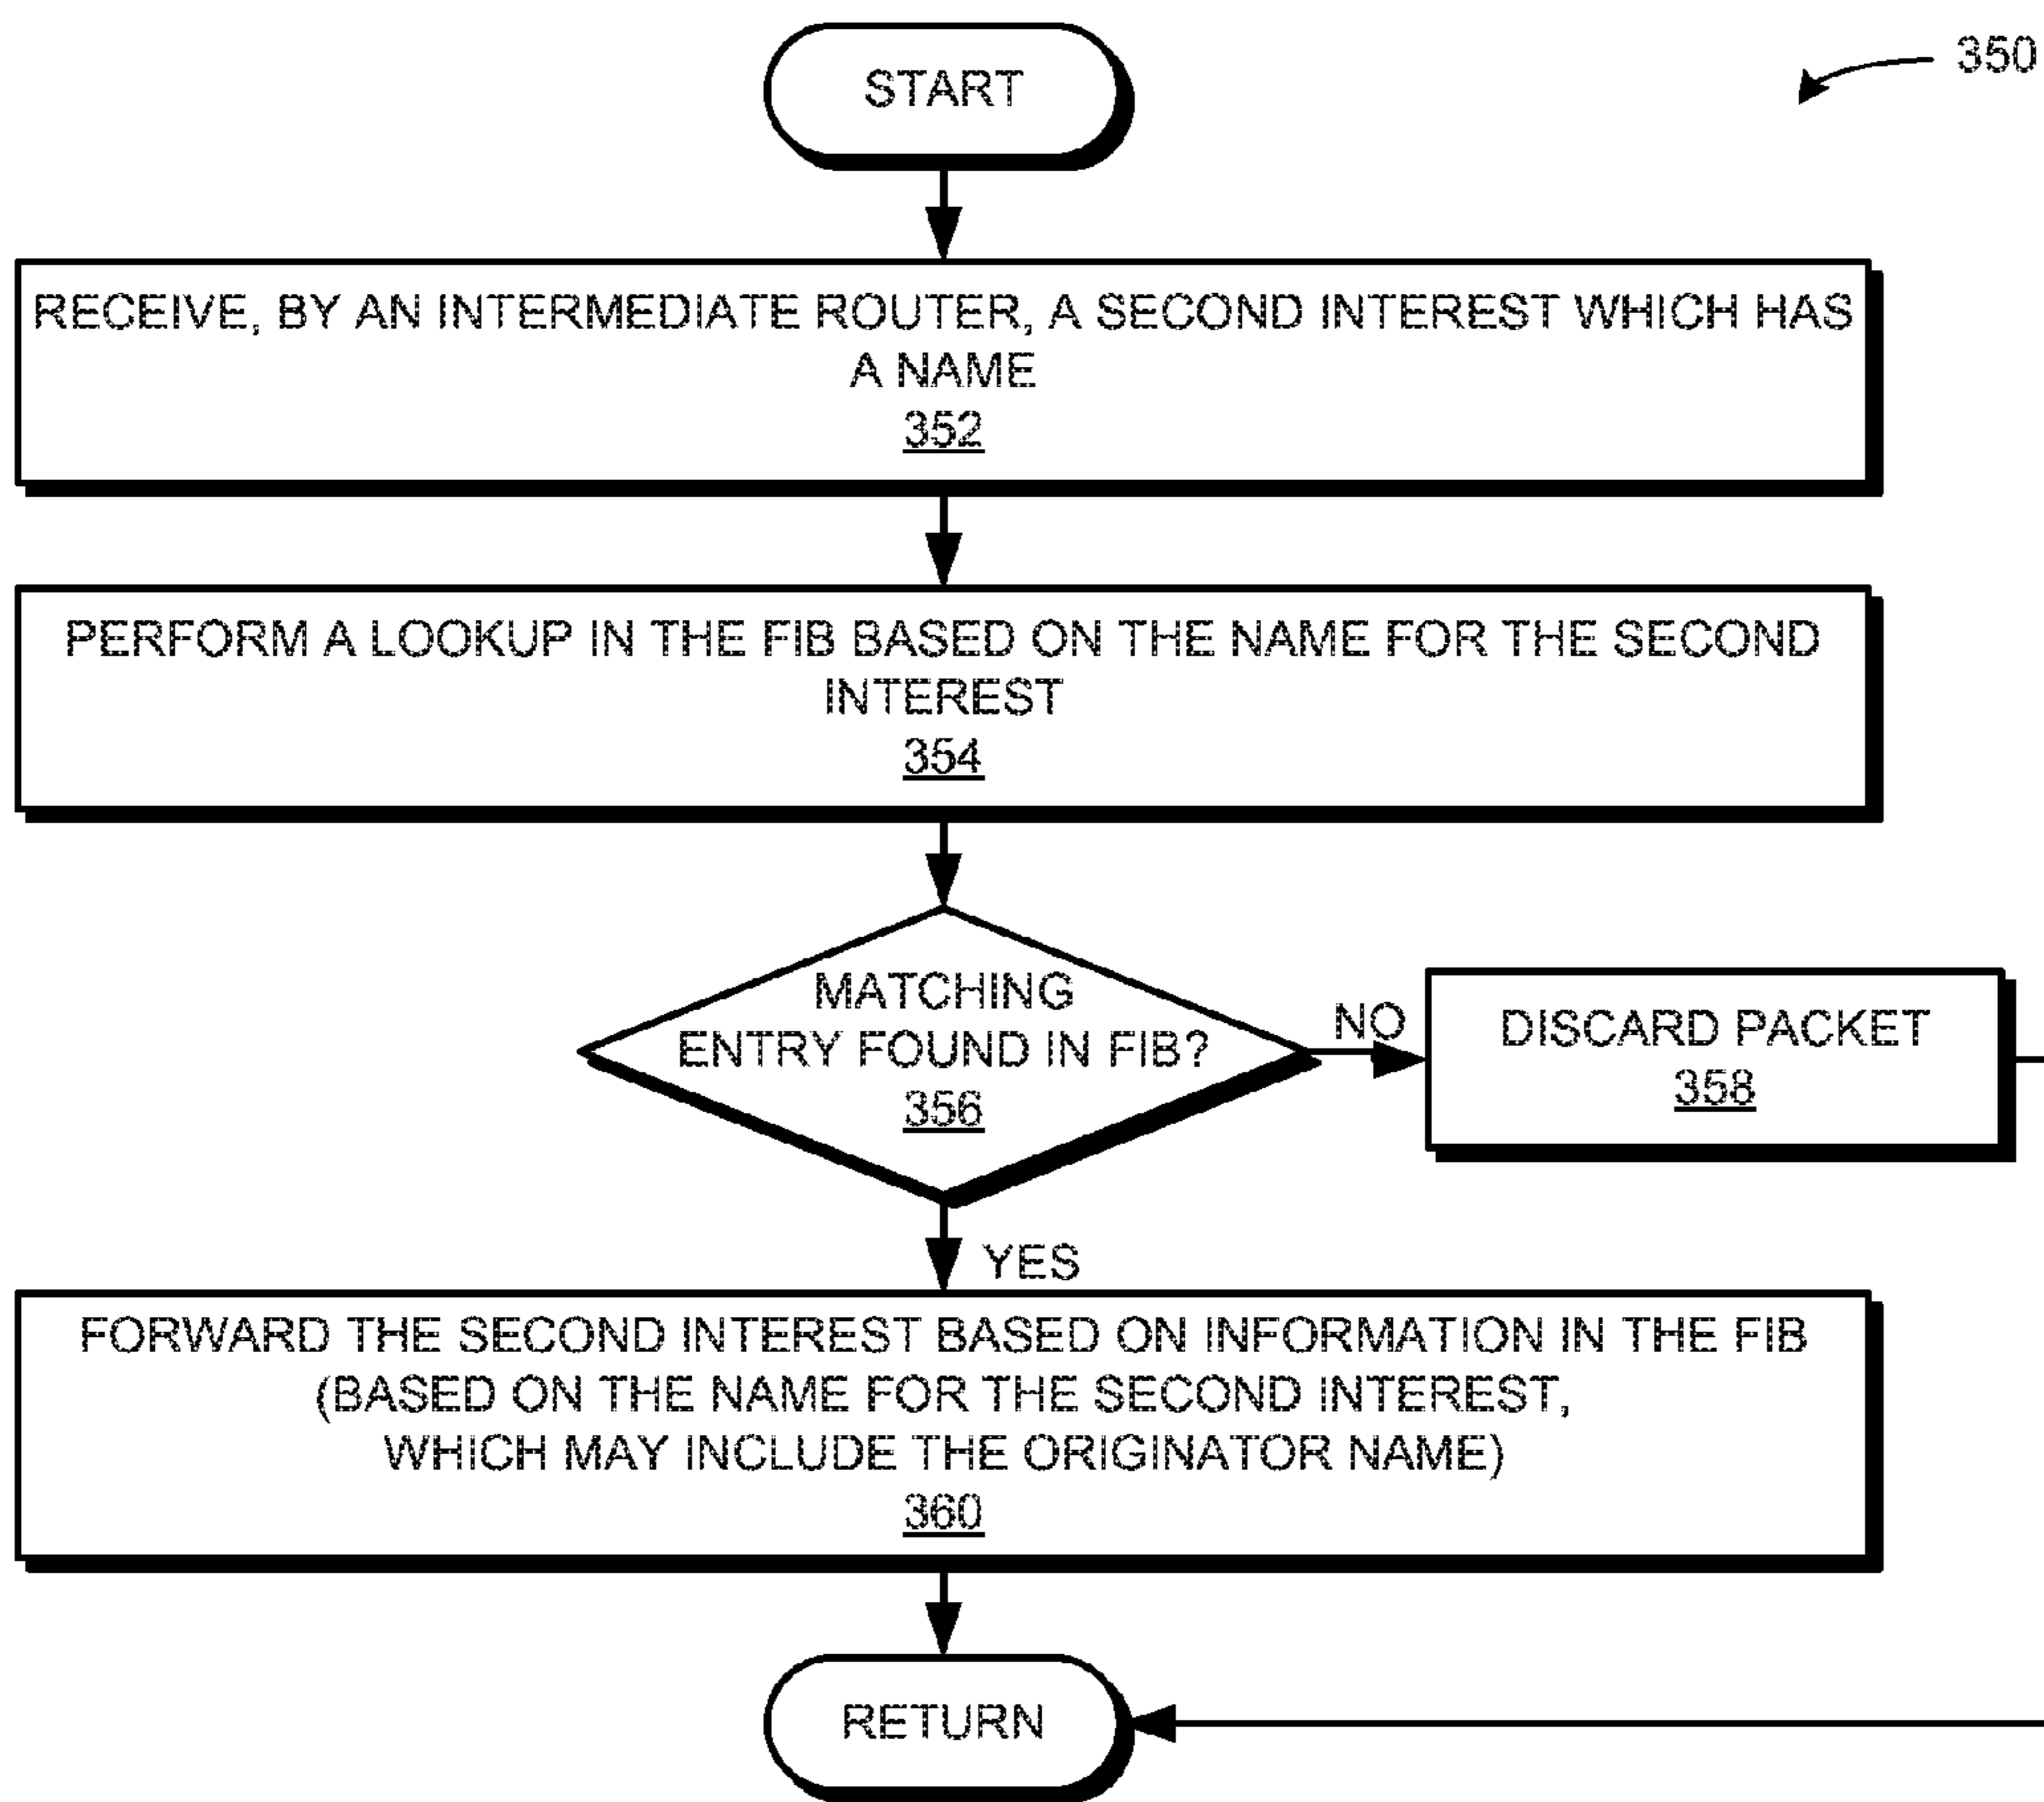 START
350
RECEIVE, BY AN INTERMEDIATE ROUTER, A SECOND INTEREST WHICH HAS
A NAME
352
PERFORM A LOOKUP IN THE FIB BASED ON THE NAME FOR THE SECOND
INTEREST
354
MATCHING
ENTRY FOUND IN FIB?
356
NO
DISCARD PACKET
358
YES
FORWARD THE SECOND INTEREST BASED ON INFORMATION IN THE FIB
(BASED ON THE NAME FOR THE SECOND INTEREST,
WHICH MAY INCLUDE THE ORIGINATOR NAME)
360
RETURN